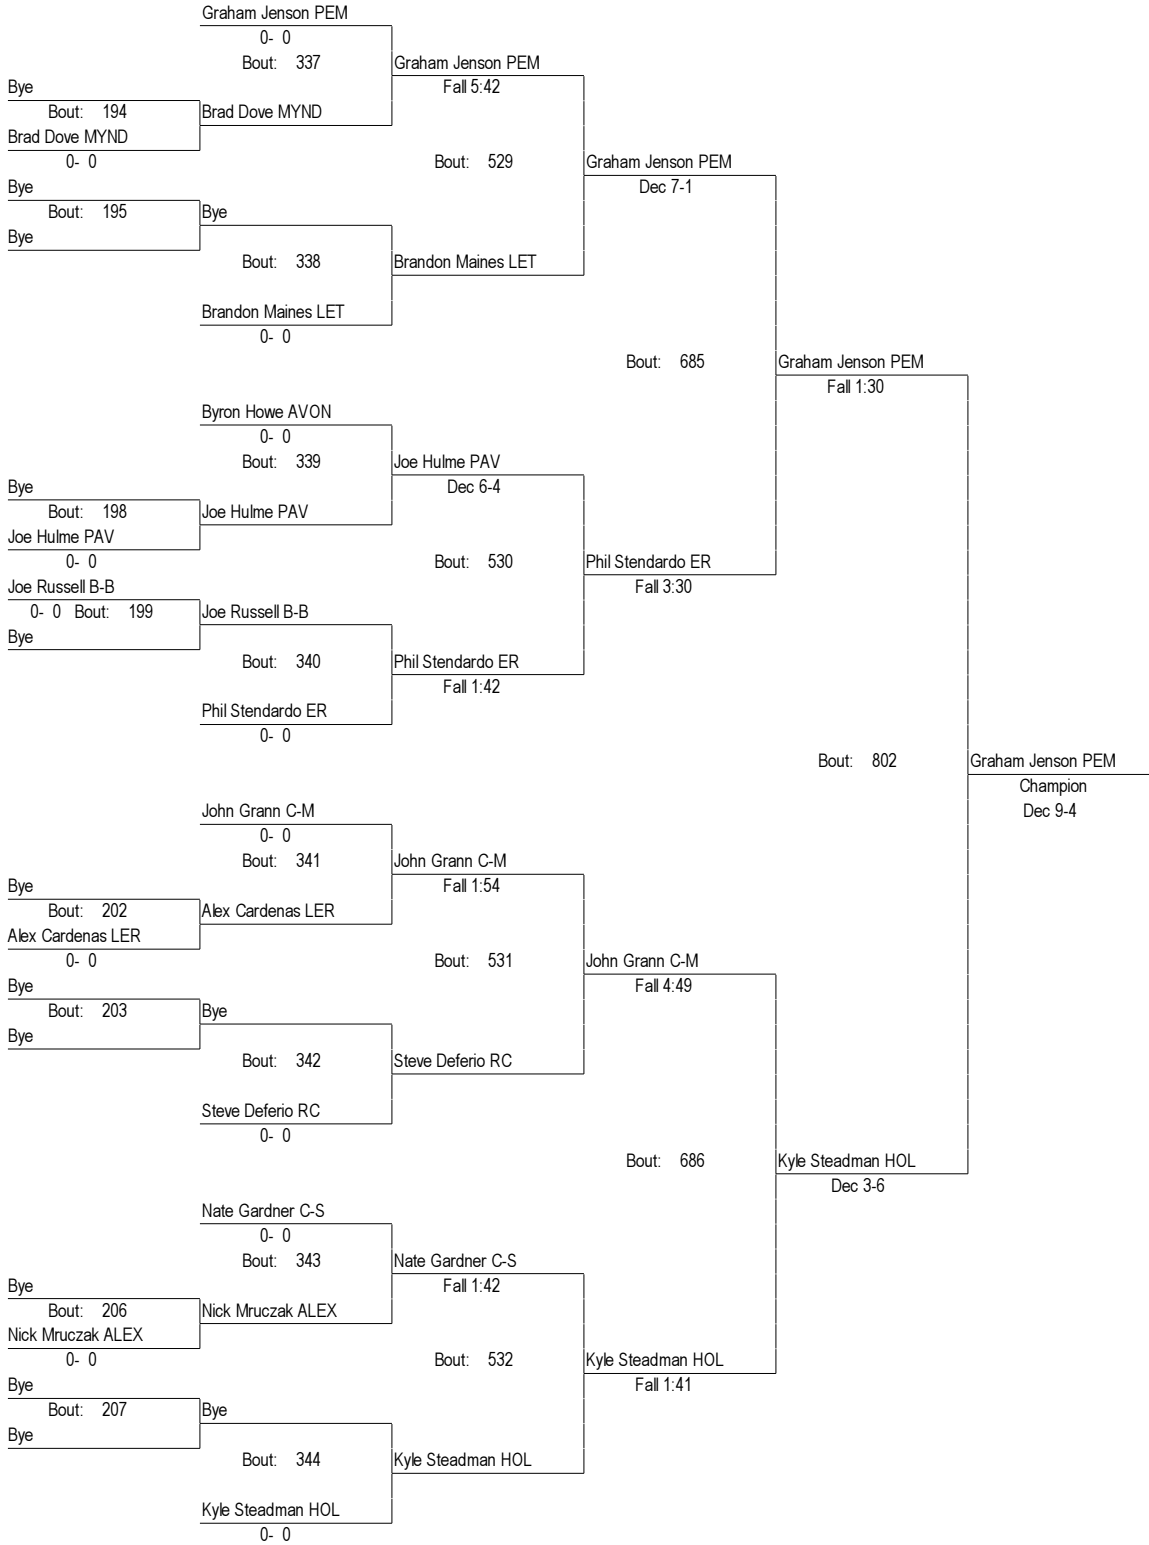 Graham Jenson PEM
0- 0
Bout: 337
Graham Jenson PEM
Bye
Fall 5:42
Bout: 194
Brad Dove MYND
Brad Dove MYND
0- 0
Bout: 529
Graham Jenson PEM
Bye
Dec 7-1
Bout: 195
Bye
Bye
Bout: 338
Brandon Maines LET
Brandon Maines LET
0- 0
Bout: 685
Graham Jenson PEM
Fall 1:30
Byron Howe AVON
0- 0
Bout: 339
Joe Hulme PAV
Bye
Dec 6-4
Bout: 198
Joe Hulme PAV
Joe Hulme PAV
0- 0
Bout: 530
Phil Stendardo ER
Joe Russell B-B
Fall 3:30
0- 0 Bout: 199
Joe Russell B-B
Bye
Bout: 340
Phil Stendardo ER
Fall 1:42
Phil Stendardo ER
0- 0
Bout: 802
Graham Jenson PEM
Champion
Dec 9-4
John Grann C-M
0- 0
Bout: 341
John Grann C-M
Bye
Fall 1:54
Bout: 202
Alex Cardenas LER
Alex Cardenas LER
0- 0
Bout: 531
John Grann C-M
Bye
Fall 4:49
Bout: 203
Bye
Bye
Bout: 342
Steve Deferio RC
Steve Deferio RC
0- 0
Bout: 686
Kyle Steadman HOL
Dec 3-6
Nate Gardner C-S
0- 0
Bout: 343
Nate Gardner C-S
Bye
Fall 1:42
Bout: 206
Nick Mruczak ALEX
Nick Mruczak ALEX
0- 0
Bout: 532
Kyle Steadman HOL
Bye
Fall 1:41
Bout: 207
Bye
Bye
Bout: 344
Kyle Steadman HOL
Kyle Steadman HOL
0- 0